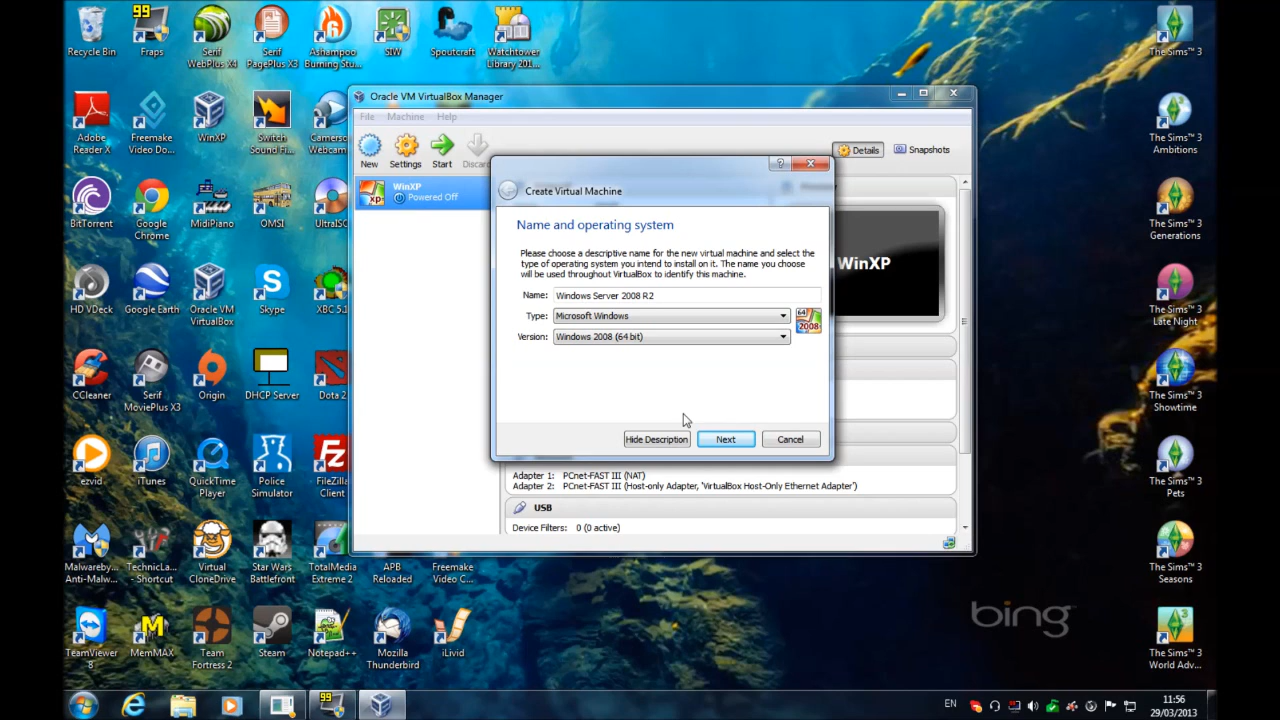 99
Recycle Bin
Fraps
Serif
WebPlus X4
Serif
PagePlus X3
Ashampoo
Burning Stu...
SIW
Spoutcraft
Watchtower
Library 201...
The Sims™ 3
Oracle VM VirtualBox Manager
File Machine Help
New
Settings
Start
Discard
Details
Snapshots
Adobe
Reader X
Freemake
Video Do...
WinXP
Switch
Sound Fi...
Webcam
The Sims™ 3
Ambitions
WinXP
Powered Off
Create Virtual Machine
Name and operating system
Please choose a descriptive name for the new virtual machine and select the
type of operating system you intend to install on it. The name you choose
will be used throughout VirtualBox to identify this machine.
Name: Windows Server 2008 R2
Type: Microsoft Windows
Version: Windows 2008 (64 bit)
64
2008
Hide Description
Next
Cancel
WinXP
BitTorrent
Google
Chrome
MidiPiano
OMSI
UltraISO
The Sims™ 3
Generations
HD VDeck
Google Earth
Oracle VM
VirtualBox
Skype
XBC 5.1
The Sims™ 3
Late Night
CCleaner
Serif
MoviePlus X3
Origin
DHCP Server
Dota 2
The Sims™ 3
Showtime
ezvid
iTunes
QuickTime
Player
Police
Simulator
FileZilla
Client
The Sims™ 3
Pets
Adapter 1: PCnet-FAST III (NAT)
Adapter 2: PCnet-FAST III (Host-only Adapter, 'VirtualBox Host-Only Ethernet Adapter')
USB
Device Filters: 0 (0 active)
Malwareby...
Anti-Malw...
TechnicLa...
- Shortcut
Virtual
CloneDrive
Star Wars
Battlefront
TotalMedia
Extreme 2
APB
Reloaded
Freemake
Video C...
The Sims™ 3
Seasons
TeamViewer
8
MemMAX
Team
Fortress 2
Steam
Notepad++
Mozilla
Thunderbird
iLivid
bing™
The Sims™ 3
World Adv...
99
EN
11:56
29/03/2013